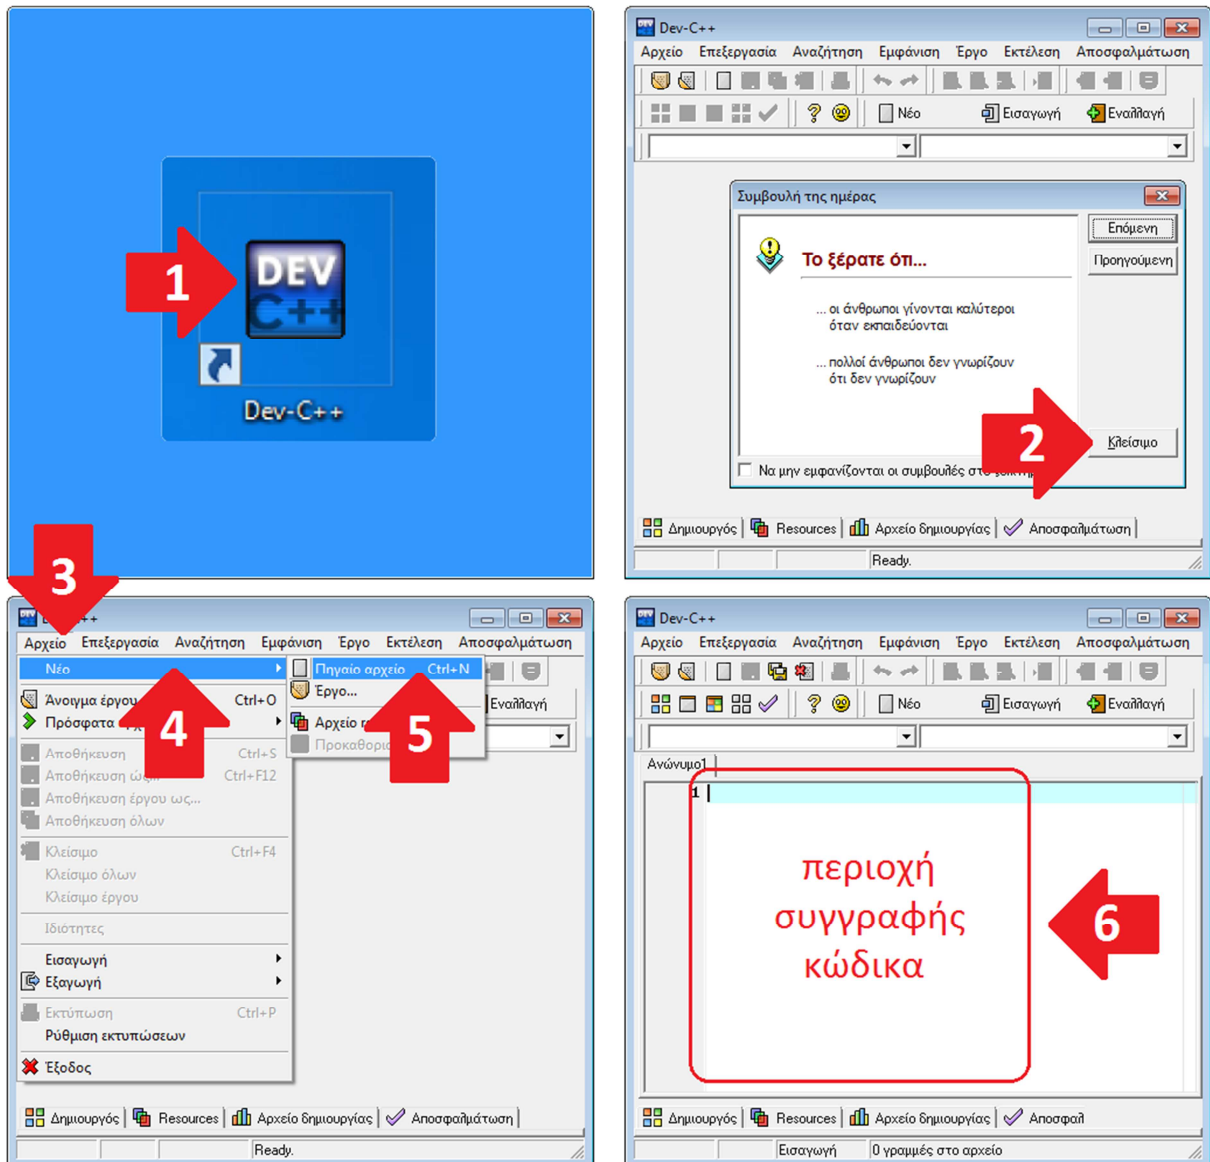 1
DEV
C++
Dev-C++
Dev-C++
Αρχείο Επεξεργασία Αναζήτηση Εμφάνιση Έργο Εκτέλεση Αποσφαλμάτωση
Νέο Εισαγωγή Εναλλαγή
Συμβουλή της ημέρας
Επόμενη
Το ξέρατε ότι...
Προηγούμενη
... οι άνθρωποι γίνονται καλύτεροι
όταν εκπαιδεύονται
... πολλοί άνθρωποι δεν γνωρίζουν
ότι δεν γνωρίζουν
2
Κλείσιμο
Να μην εμφανίζονται οι συμβουλές στο
Δημιουργός Resources Αρχείο δημιουργίας Αποσφαλμάτωση
Ready.
3
Αρχείο Επεξεργασία Αναζήτηση Εμφάνιση Έργο Εκτέλεση Αποσφαλμάτωση
Νέο
Πηγαίο αρχείο Ctrl+N
Έργο...
Άνοιγμα έργου Ctrl+O
Εναλλαγή
Πρόσφατα
Αρχείο
4
5
Αποθήκευση Ctrl+S
Αποθήκευση ώς... Ctrl+F12
Αποθήκευση έργου ως...
Αποθήκευση όλων
Κλείσιμο Ctrl+F4
Κλείσιμο όλων
Κλείσιμο έργου
Ιδιότητες
Εισαγωγή
Εξαγωγή
Εκτύπωση Ctrl+P
Ρύθμιση εκτυπώσεων
Έξοδος
Δημιουργός Resources Αρχείο δημιουργίας Αποσφαλμάτωση
Ready.
Dev-C++
Αρχείο Επεξεργασία Αναζήτηση Εμφάνιση Έργο Εκτέλεση Αποσφαλμάτωση
Νέο Εισαγωγή Εναλλαγή
Ανώνυμο1
1
περιοχή
συγγραφής
κώδικα
6
Δημιουργός Resources Αρχείο δημιουργίας Αποσφαλ
Εισαγωγή 0 γραμμές στο αρχείο